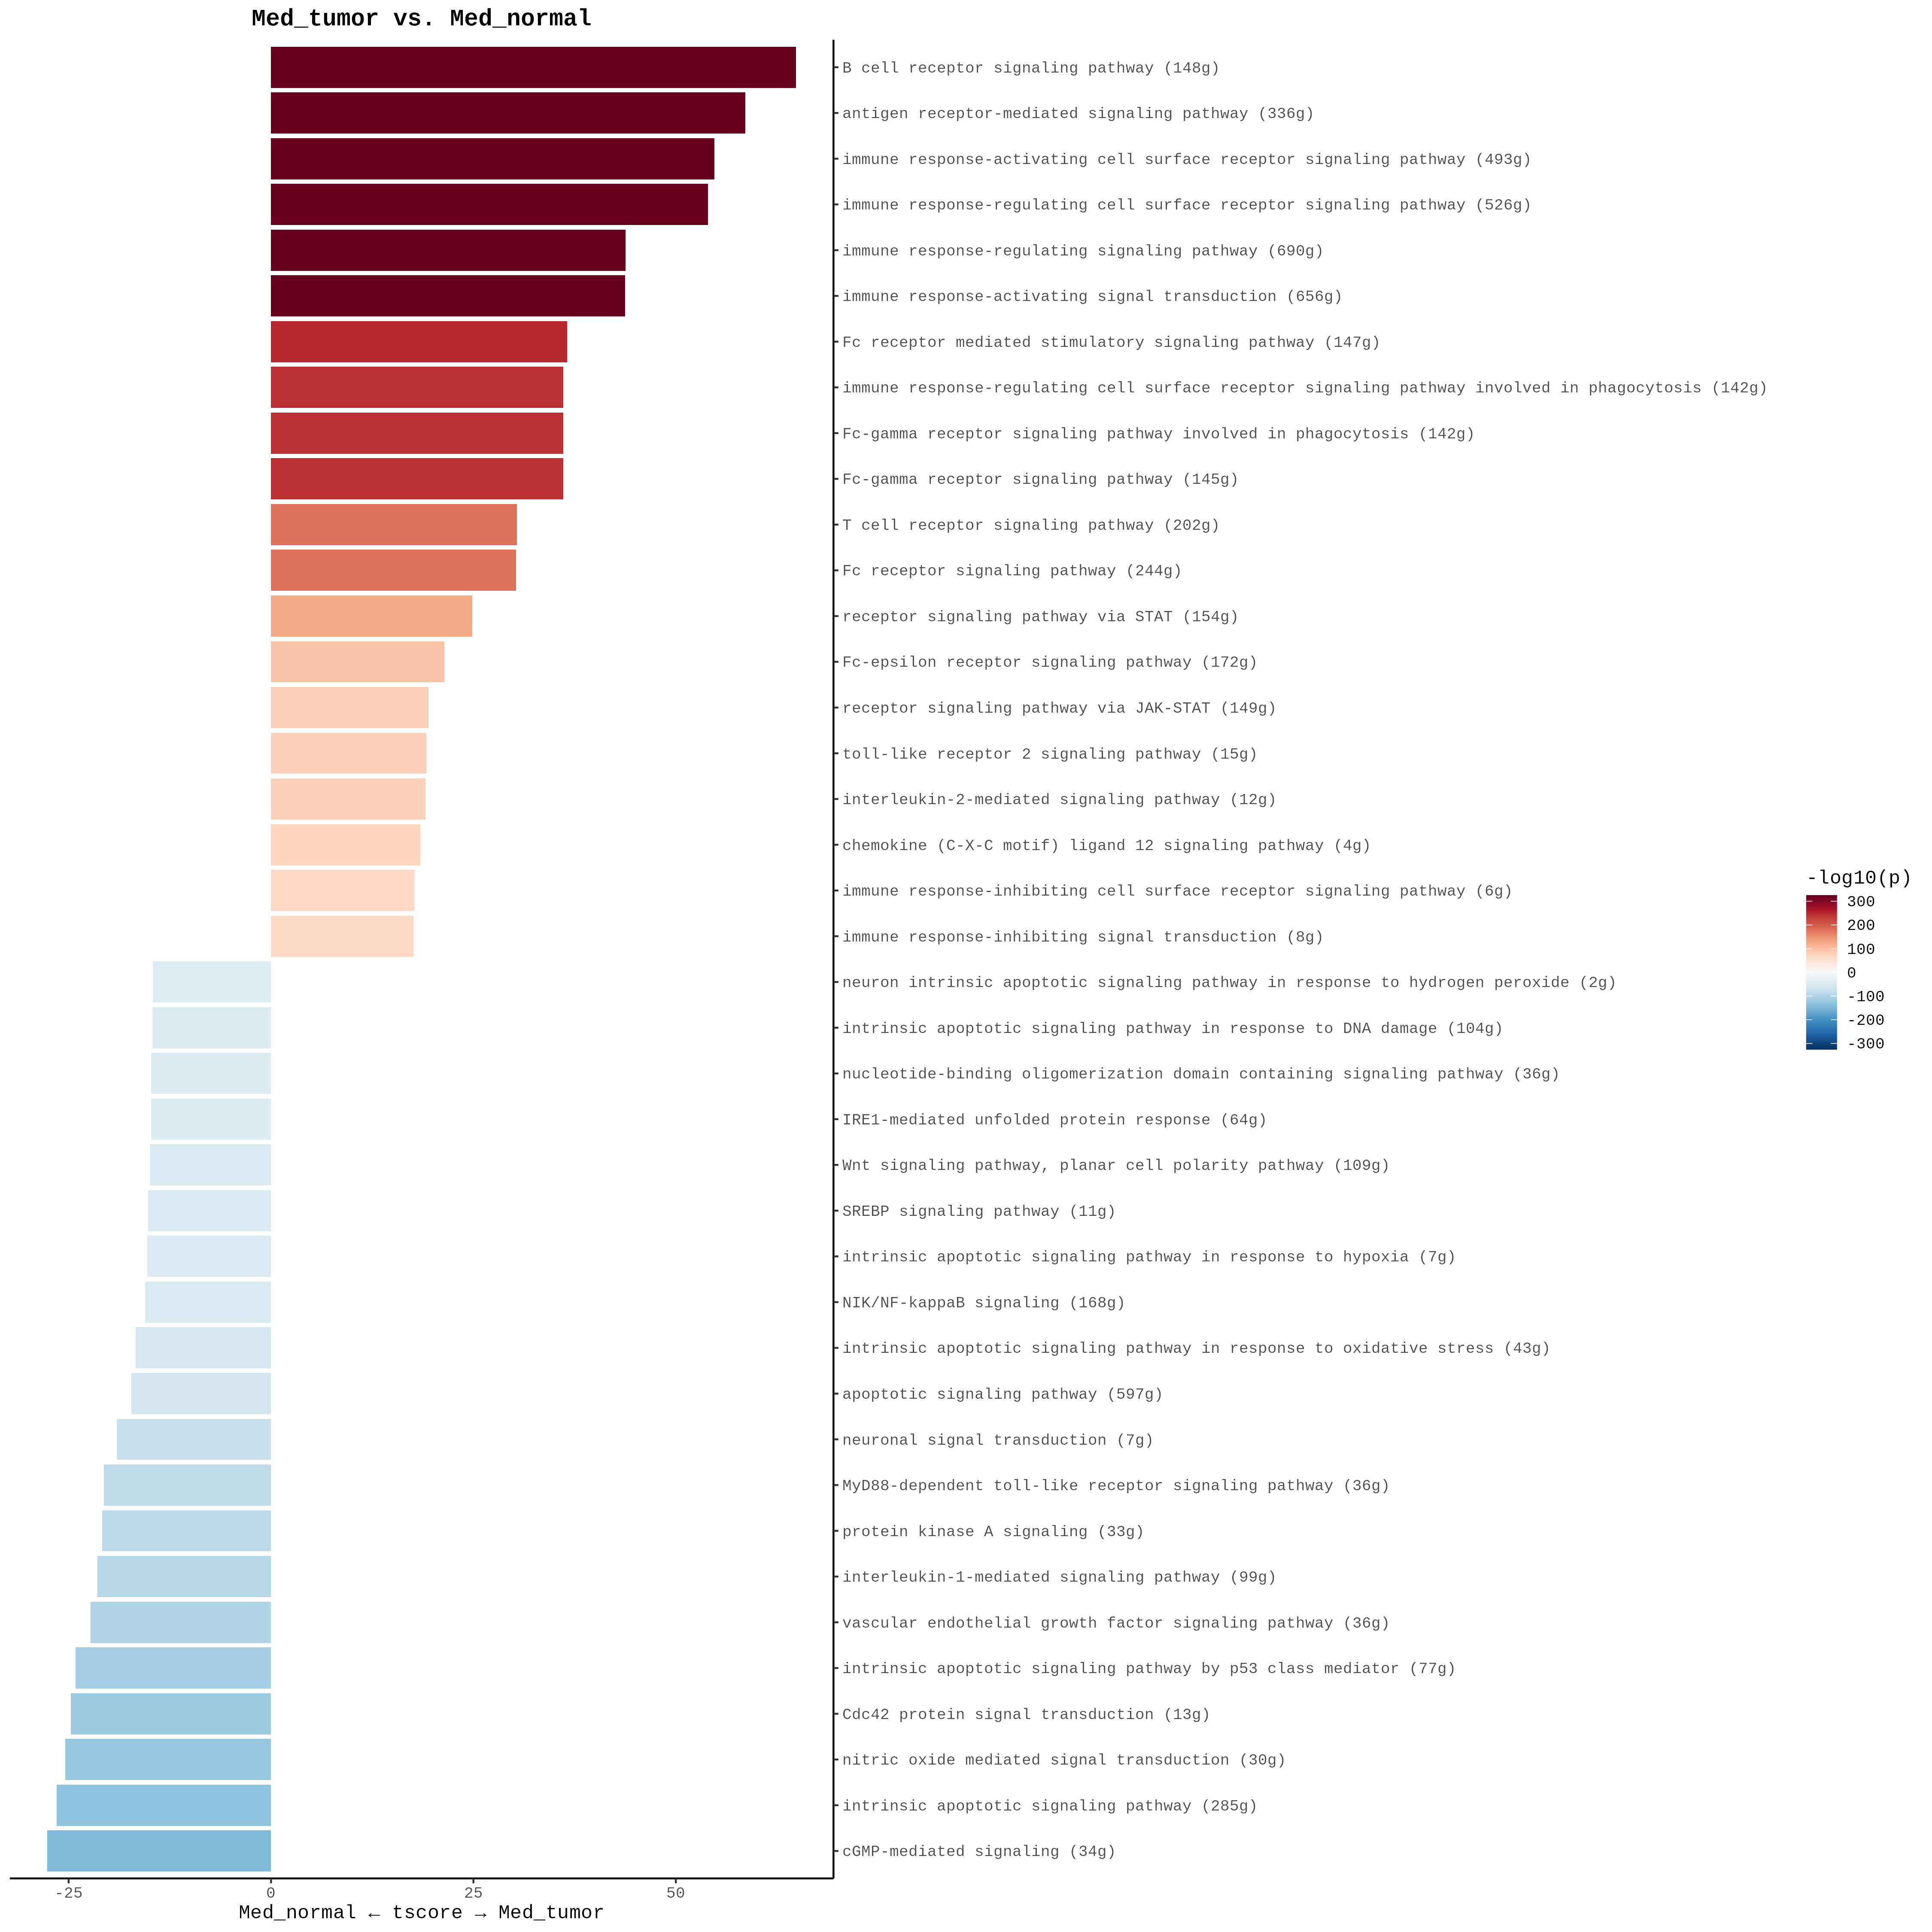 Med_tumor vs. Med_normal
B cell receptor signaling pathway (148g)
antigen receptor-mediated signaling pathway (336g)
immune response-activating cell surface receptor signaling pathway (493g)
immune response-regulating cell surface receptor signaling pathway (526g)
immune response-regulating signaling pathway (690g)
immune response-activating signal transduction (656g)
Fc receptor mediated stimulatory signaling pathway (147g)
immune response-regulating cell surface receptor signaling pathway involved in phagocytosis (142g)
Fc-gamma receptor signaling pathway involved in phagocytosis (142g)
Fc-gamma receptor signaling pathway (145g)
T cell receptor signaling pathway (202g)
Fc receptor signaling pathway (244g)
receptor signaling pathway via STAT (154g)
Fc-epsilon receptor signaling pathway (172g)
receptor signaling pathway via JAK-STAT (149g)
toll-like receptor 2 signaling pathway (15g)
interleukin-2-mediated signaling pathway (12g)
chemokine (C-X-C motif) ligand 12 signaling pathway (4g)
immune response-inhibiting cell surface receptor signaling pathway (6g)
immune response-inhibiting signal transduction (8g)
neuron intrinsic apoptotic signaling pathway in response to hydrogen peroxide (2g)
intrinsic apoptotic signaling pathway in response to DNA damage (104g)
nucleotide-binding oligomerization domain containing signaling pathway (36g)
IRE1-mediated unfolded protein response (64g)
Wnt signaling pathway, planar cell polarity pathway (109g)
SREBP signaling pathway (11g)
intrinsic apoptotic signaling pathway in response to hypoxia (7g)
NIK/NF-kappaB signaling (168g)
intrinsic apoptotic signaling pathway in response to oxidative stress (43g)
apoptotic signaling pathway (597g)
neuronal signal transduction (7g)
MyD88-dependent toll-like receptor signaling pathway (36g)
protein kinase A signaling (33g)
interleukin-1-mediated signaling pathway (99g)
vascular endothelial growth factor signaling pathway (36g)
intrinsic apoptotic signaling pathway by p53 class mediator (77g)
Cdc42 protein signal transduction (13g)
nitric oxide mediated signal transduction (30g)
intrinsic apoptotic signaling pathway (285g)
cGMP-mediated signaling (34g)
-25 0 25 50
Med_normal ← tscore → Med_tumor
-log10(p)
300
200
100
0
-100
-200
-300